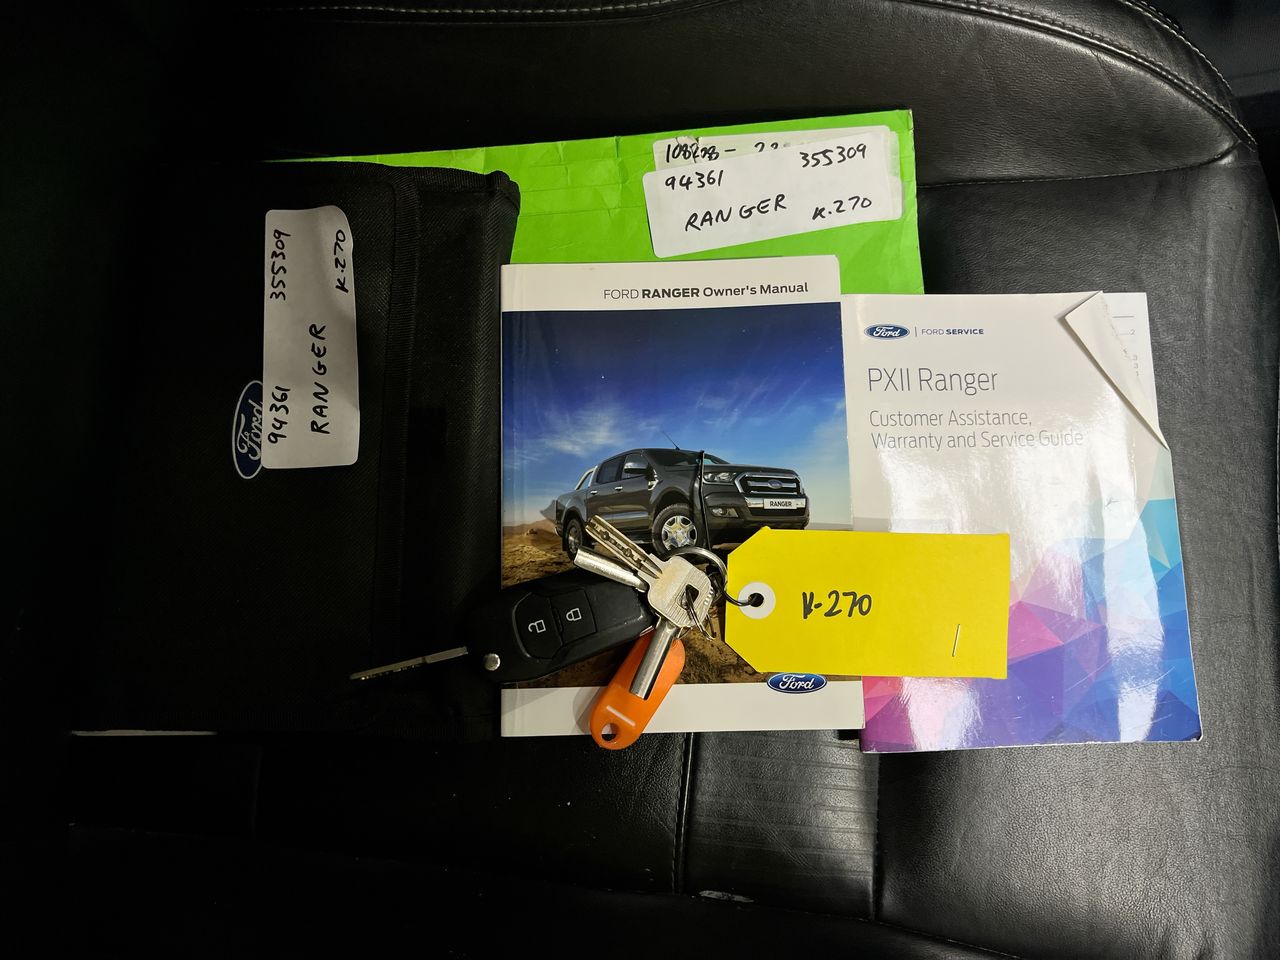 94361 355309
RANGER K.270
94361 355309
RANGER K.270
Ford
FORD RANGER Owner's Manual
RANGER
Ford
Ford | FORD SERVICE
PXII Ranger
Customer Assistance,
Warranty and Service Guide
K-270